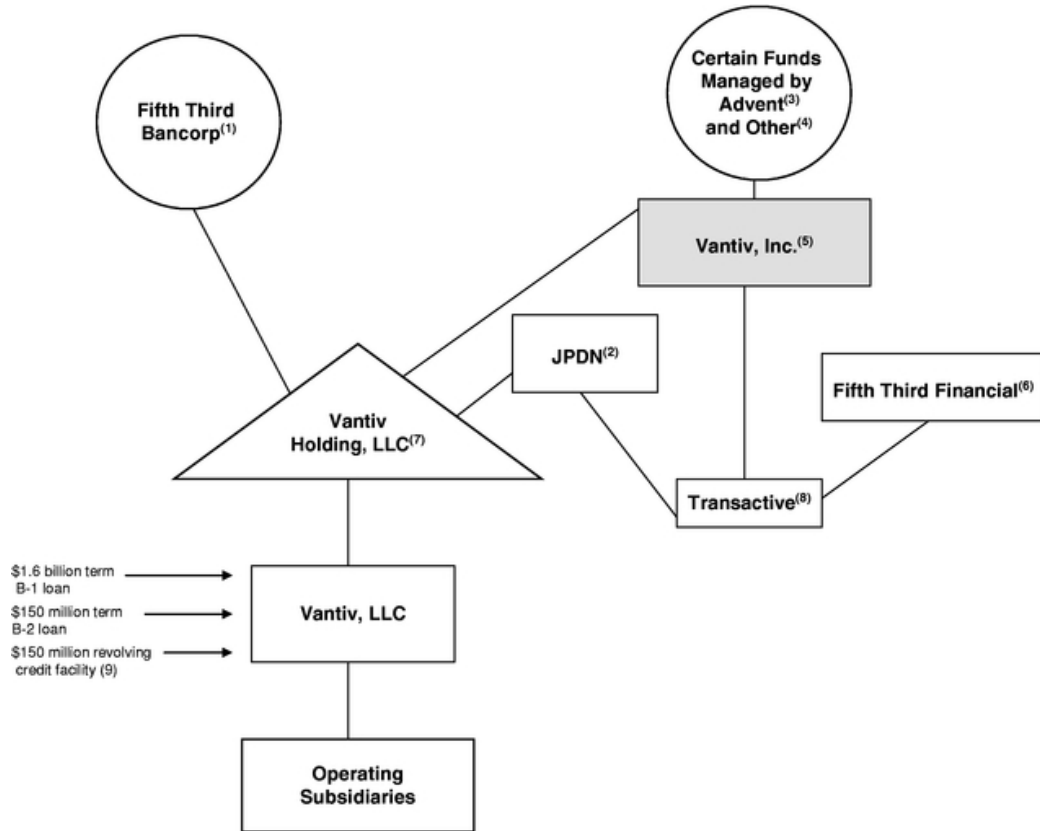 Fifth Third
Bancorp(1)
Certain Funds
Managed by
Advent(3)
and Other(4)
Vantiv, Inc.(5)
JPDN(2)
Fifth Third Financial(6)
Vantiv
Holding, LLC(7)
Transactive(8)
$1.6 billion term
B-1 loan
$150 million term
B-2 loan
$150 million revolving
credit facility (9)
Vantiv, LLC
Operating
Subsidiaries